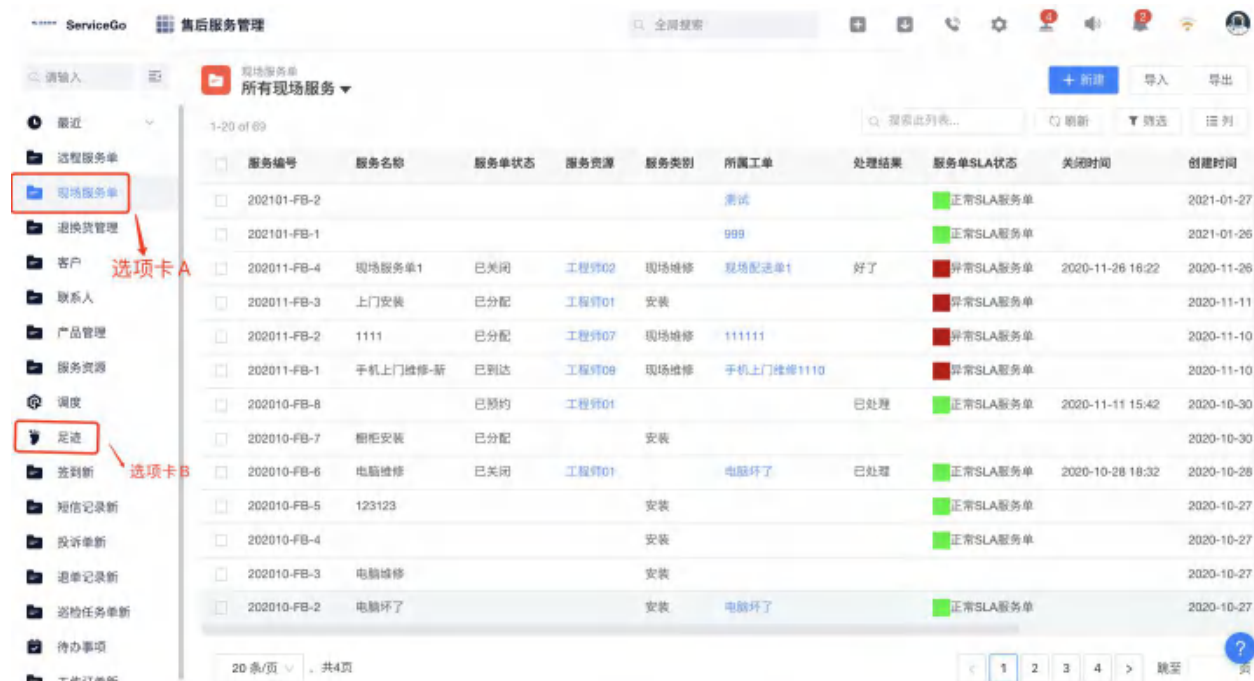 ServiceGo 售后服务管理 全局搜索 4 2
请输入
现场服务单
所有现场服务
+ 新建 导入 导出
最近
1-20 of 69 搜索此列表... 刷新 筛选 列
远程服务单
现场服务单
退换货管理
客户
联系人
产品管理
服务资源
调度
足迹
签到新
短信记录新
投诉单新
退单记录新
巡检任务单新
待办事项
选项卡A
选项卡B
服务编号 服务名称 服务单状态 服务资源 服务类别 所属工单 处理结果 服务单SLA状态 关闭时间 创建时间
202101-FB-2 测试 正常SLA服务单 2021-01-27
202101-FB-1 999 正常SLA服务单 2021-01-26
202011-FB-4 现场服务单1 已关闭 工程师02 现场维修 现场配送单1 好了 异常SLA服务单 2020-11-26 16:22 2020-11-26
202011-FB-3 上门安装 已分配 工程师01 安装 异常SLA服务单 2020-11-11
202011-FB-2 1111 已分配 工程师07 现场维修 111111 异常SLA服务单 2020-11-10
202011-FB-1 手机上门维修-新 已到达 工程师09 现场维修 手机上门维修1110 异常SLA服务单 2020-11-10
202010-FB-8 已预约 工程师01 已处理 正常SLA服务单 2020-11-11 15:42 2020-10-30
202010-FB-7 橱柜安装 已分配 安装 2020-10-30
202010-FB-6 电脑维修 已关闭 工程师01 电脑坏了 已处理 正常SLA服务单 2020-10-28 18:32 2020-10-28
202010-FB-5 123123 安装 正常SLA服务单 2020-10-27
202010-FB-4 安装 正常SLA服务单 2020-10-27
202010-FB-3 电脑维修 安装 2020-10-27
202010-FB-2 电脑坏了 安装 电脑坏了 正常SLA服务单 2020-10-27
20 条/页 , 共4页 < 1 2 3 4 > 跳至 ?